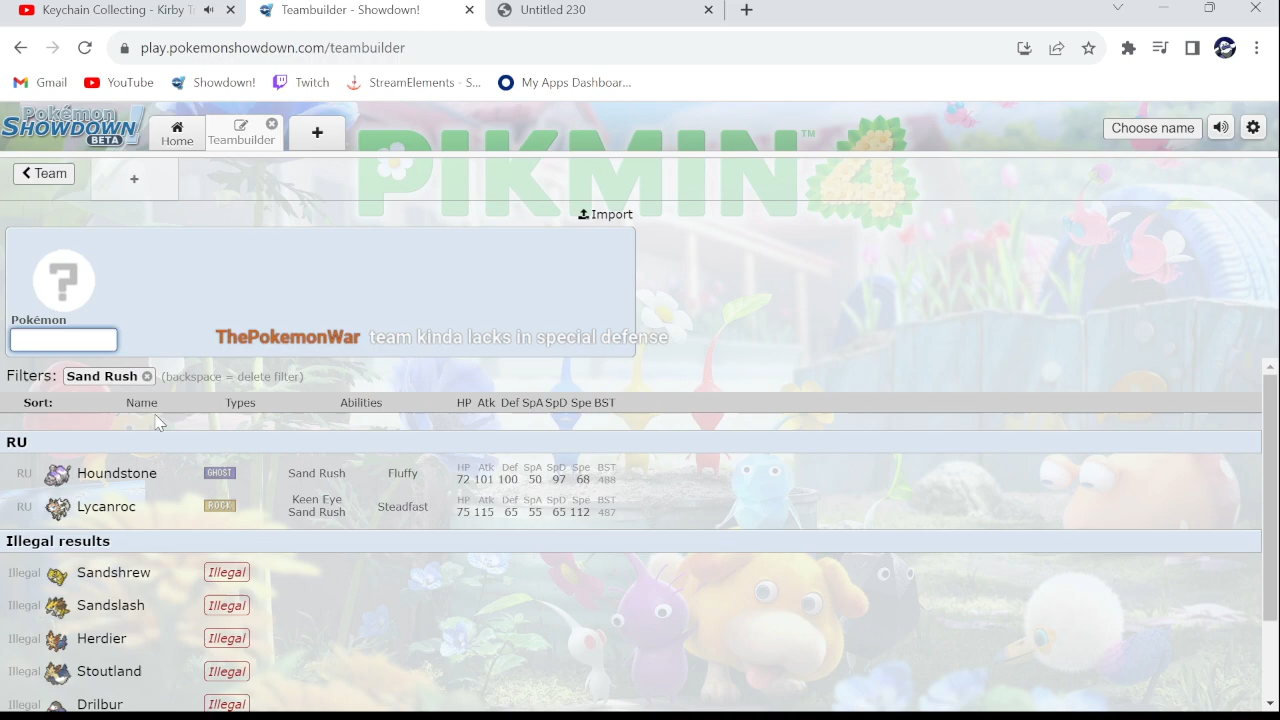 Keychain Collecting - Kirby T
Teambuilder - Showdown!
Untitled 230
play.pokemonshowdown.com/teambuilder
Gmail
YouTube
Showdown!
Twitch
StreamElements - S...
My Apps Dashboar...
Pokémon
SHOWDOWN!
BETA
Home
Teambuilder
Choose name
PIKMIN 4
TM
Team
Import
?
Pokémon
ThePokemonWar team kinda lacks in special defense
Filters: Sand Rush (backspace = delete filter)
Sort: Name Types Abilities HP Atk Def SpA SpD Spe BST
RU
RU Houndstone GHOST Sand Rush Fluffy HP 72 Atk 101 Def 100 SpA 50 SpD 97 Spe 68 BST 488
RU Lycanroc ROCK Keen Eye Sand Rush Steadfast HP 75 Atk 115 Def 65 SpA 55 SpD 65 Spe 112 BST 487
Illegal results
Illegal Sandshrew Illegal
Illegal Sandslash Illegal
Illegal Herdier Illegal
Illegal Stoutland Illegal
Illegal Drilbur Illegal